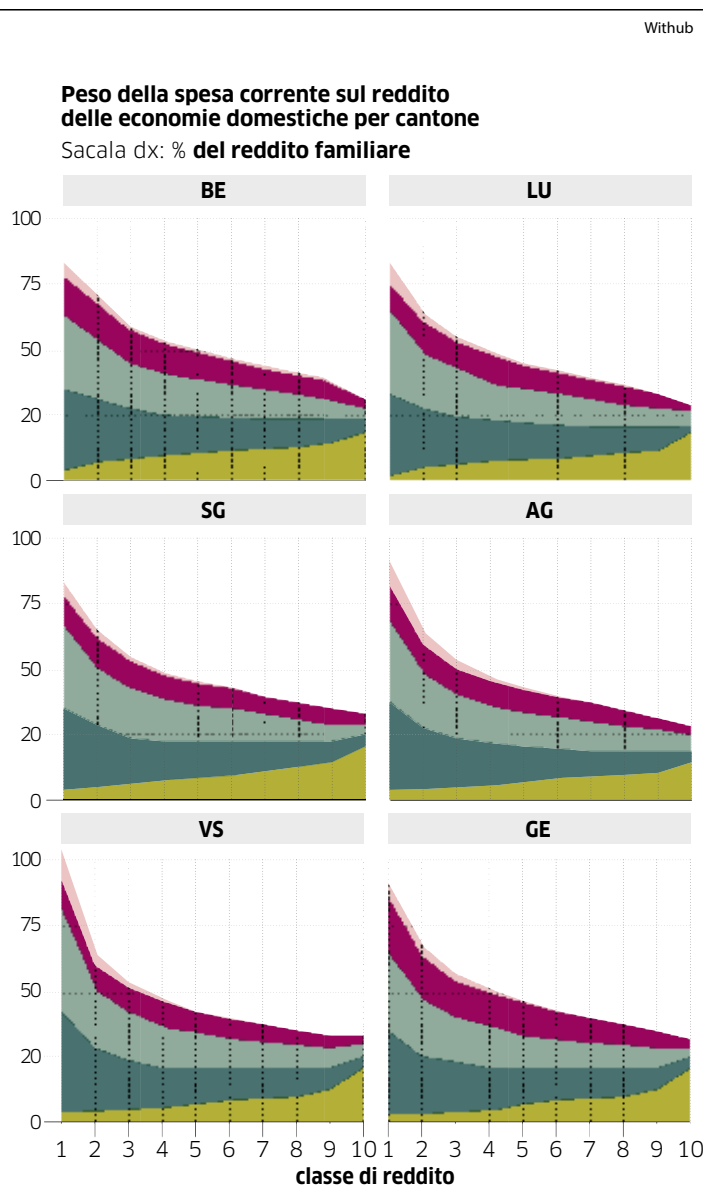 Withub
Peso della spesa corrente sul reddito
delle economie domestiche per cantone
Sacala dx: % del reddito familiare
BE LU
100
75
50
20
0
SG AG
100
75
50
20
0
VS GE
100
75
50
20
0
1 2 3 4 5 6 7 8 9 10 1 2 3 4 5 6 7 8 9 10
classe di reddito